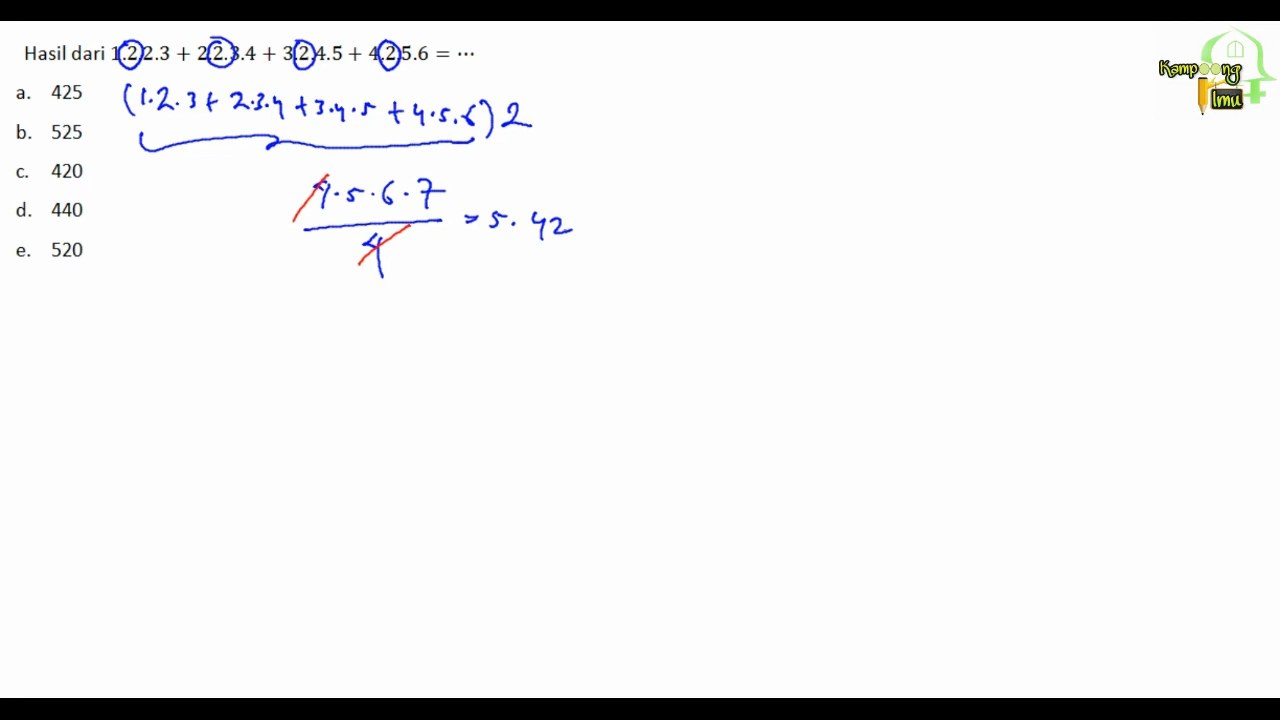 Hasil dari 1.2.2.3 + 2.2.3.4 + 3.2.4.5 + 4.2.5.6 = ⋯
a. 425
b. 525
c. 420
d. 440
e. 520
(1.2.3 + 2.3.4 + 3.4.5 + 4.5.6) 2
4.5.6.7
4
= 5.42
Kampoong
Ilmu